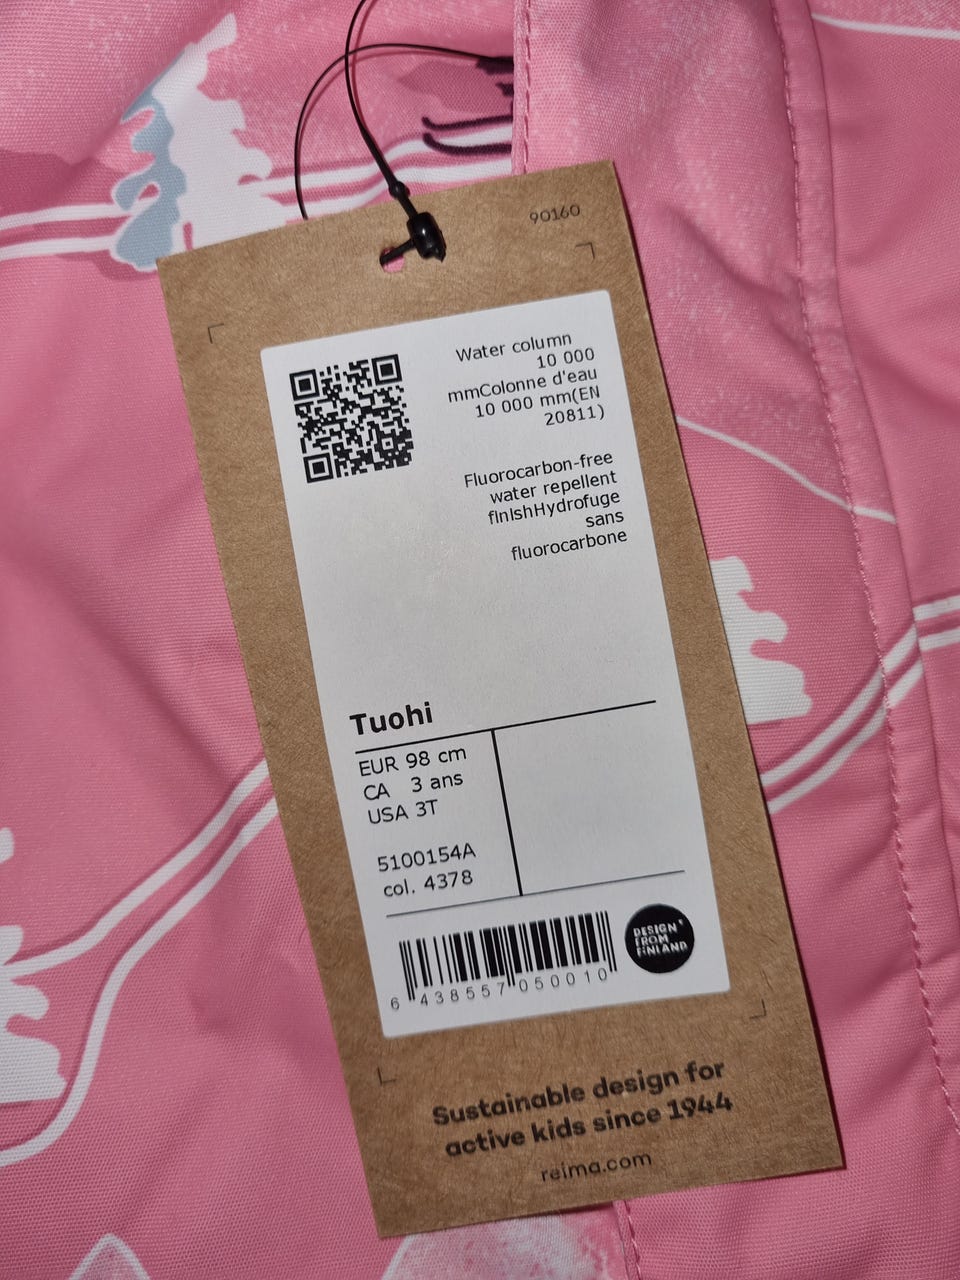 90160
Water column
10 000
mmColonne d'eau
10 000 mm(EN
20811)
Fluorocarbon-free
water repellent
finIshHydrofuge
sans
fluorocarbone
Tuohi
EUR 98 cm
CA 3 ans
USA 3T
5100154A
col. 4378
6 438557 050010
DESIGN
FROM
FINLAND
Sustainable design for
active kids since 1944
reima.com